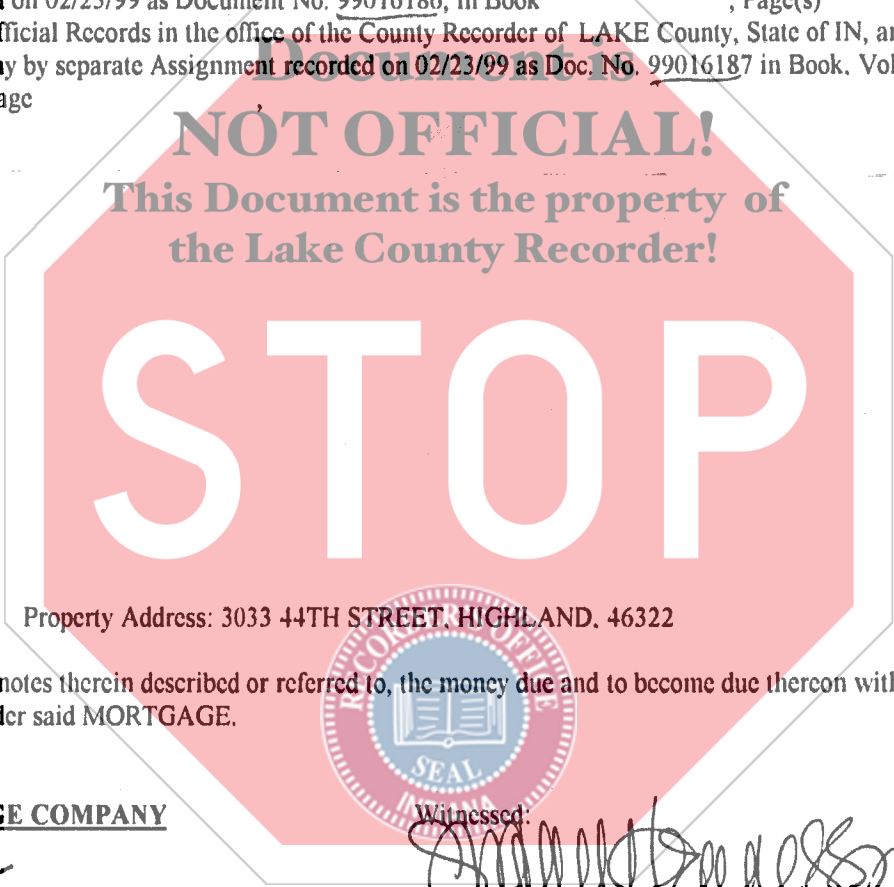 on 02/23/99 as Document No. 99016186, in Book , Page(s)
fficial Records in the office of the County Recorder of LAKE County, State of IN, an
y by separate Assignment recorded on 02/23/99 as Doc. No. 99016187 in Book, Vol
age
Document is
NOT OFFICIAL!
This Document is the property of
the Lake County Recorder!
STOP
Property Address: 3033 44TH STREET, HIGHLAND, 46322
notes therein described or referred to, the money due and to become due thereon with
er said MORTGAGE.
RECORDER'S OFFICE
SEAL
INDIANA
GE COMPANY Witnessed: